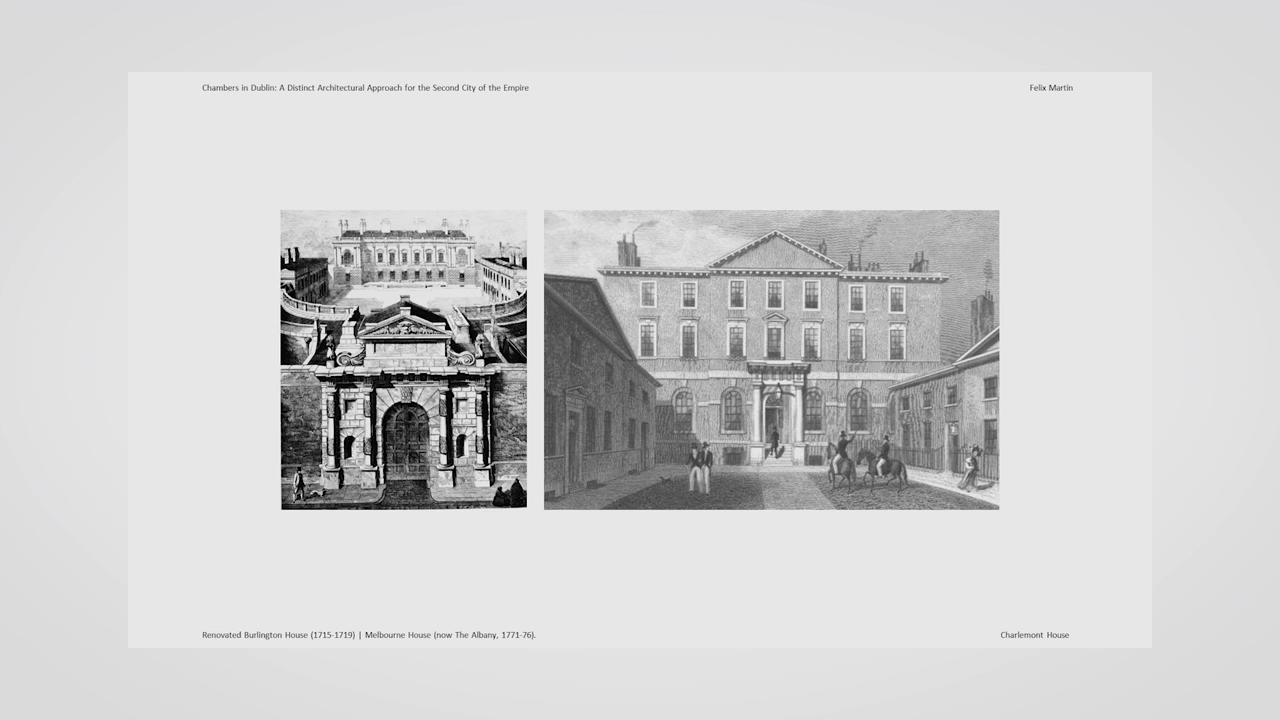 Chambers in Dublin: A Distinct Architectural Approach for the Second City of the Empire
Felix Martin
Renovated Burlington House (1715-1719) | Melbourne House (now The Albany, 1771-76).
Charlemont House